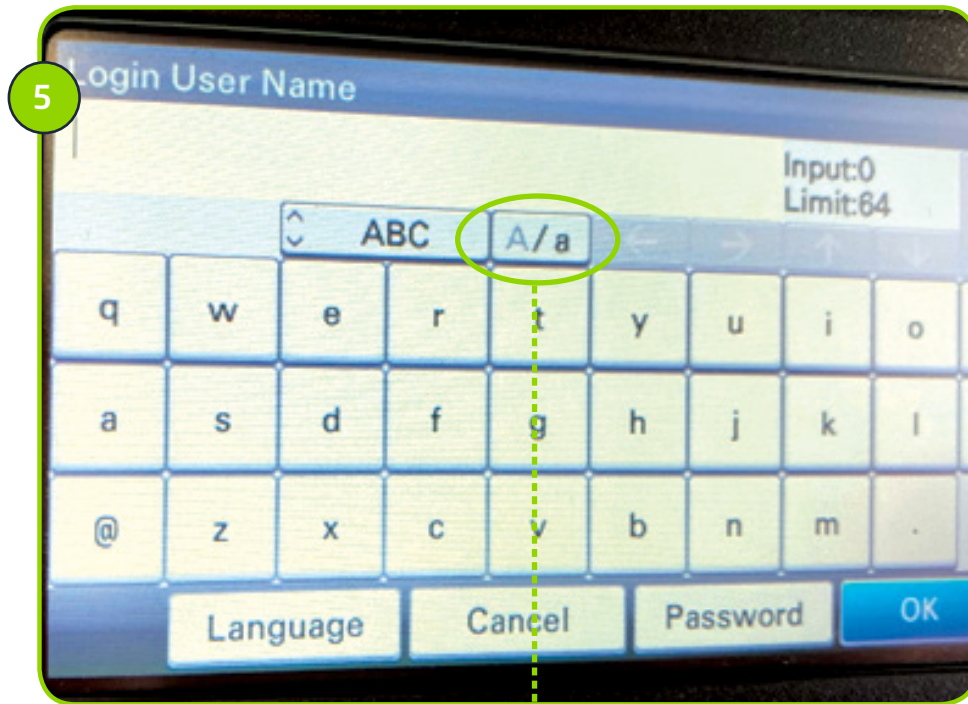 5
Login User Name
Input:0
Limit:64
ABC A/a ← → ↑ ↓
q w e r t y u i o
a s d f g h j k l
@ z x c v b n m .
Language Cancel Password OK